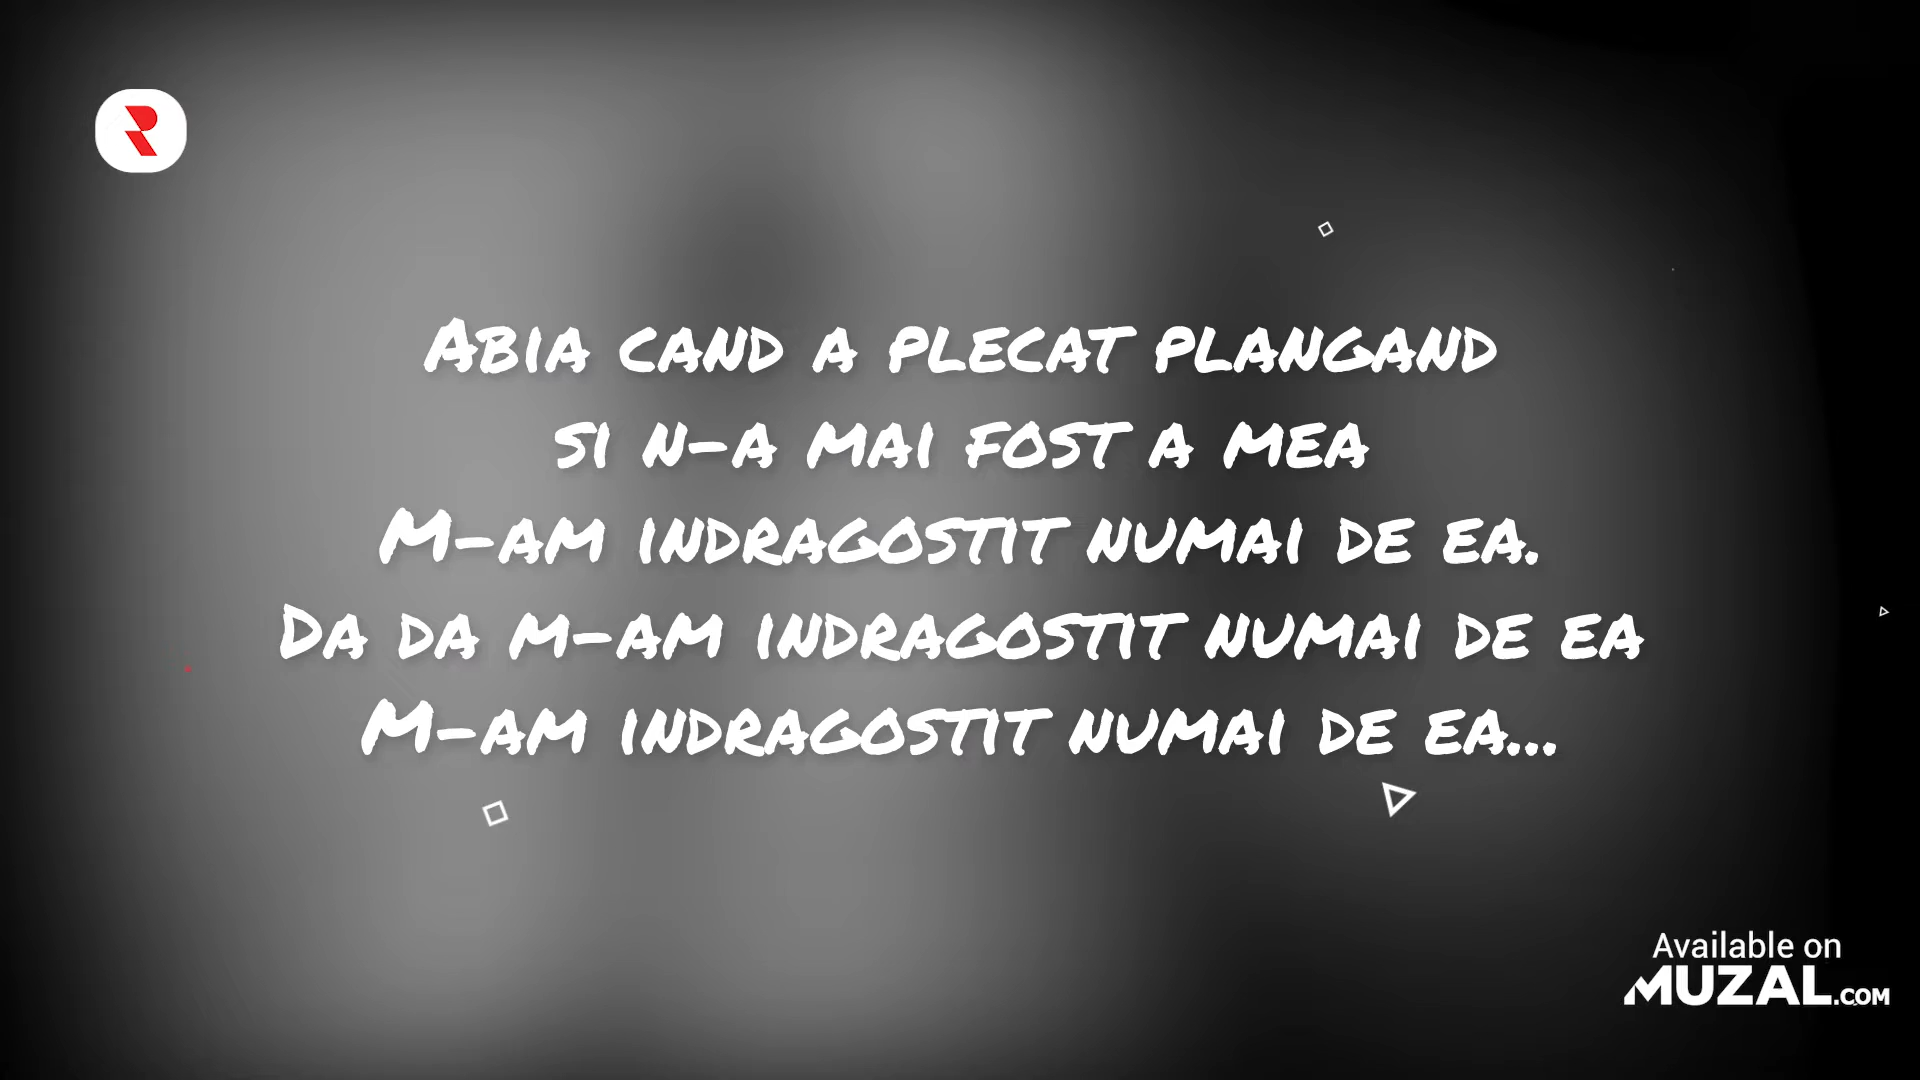 Abia cand a plecat plangand
si n-a mai fost a mea
M-am indragostit numai de ea.
Da da m-am indragostit numai de ea
M-am indragostit numai de ea...
Available on
MUZAL.COM